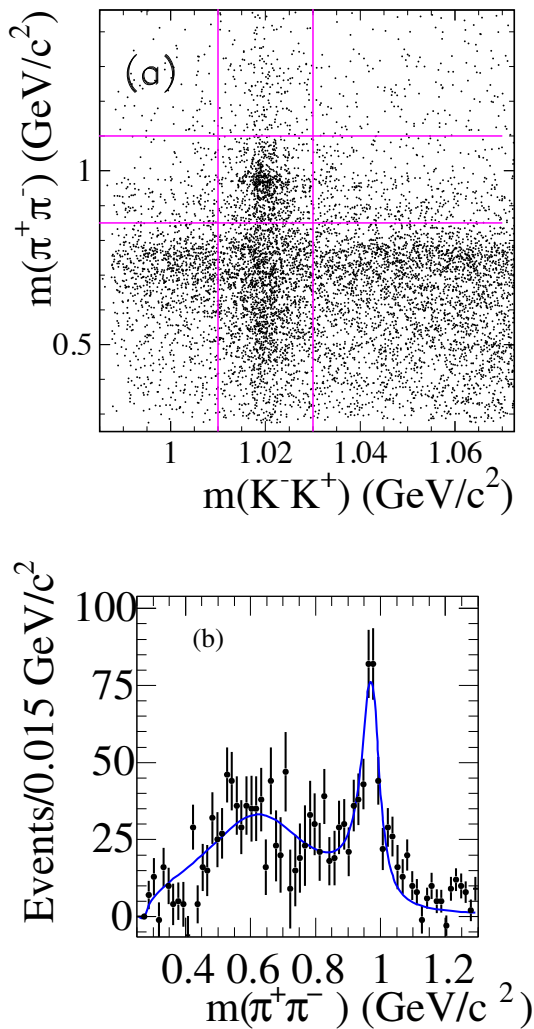 (a)
m(π⁺π⁻) (GeV/c²)
1
0.5
1 1.02 1.04 1.06
m(K⁻K⁺) (GeV/c²)
Events/0.015 GeV/c²
100
(b)
75
50
25
0
0.4 0.6 0.8 1 1.2
m(π⁺π⁻ ) (GeV/c ²)